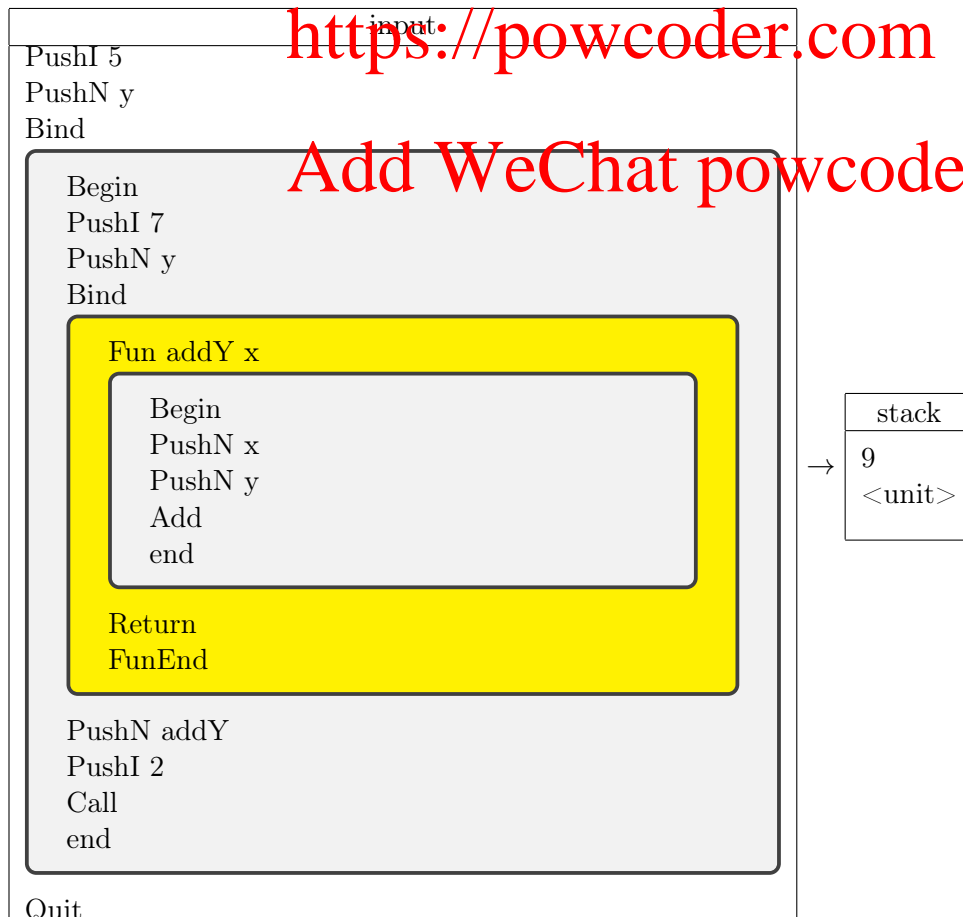 input
https://powcoder.com
PushI 5
PushN y
Bind
Add WeChat powcode
Begin
PushI 7
PushN y
Bind
Fun addY x
Begin
PushN x
PushN y
Add
end
Return
FunEnd
PushN addY
PushI 2
Call
end
Quit
→
stack
9
<unit>